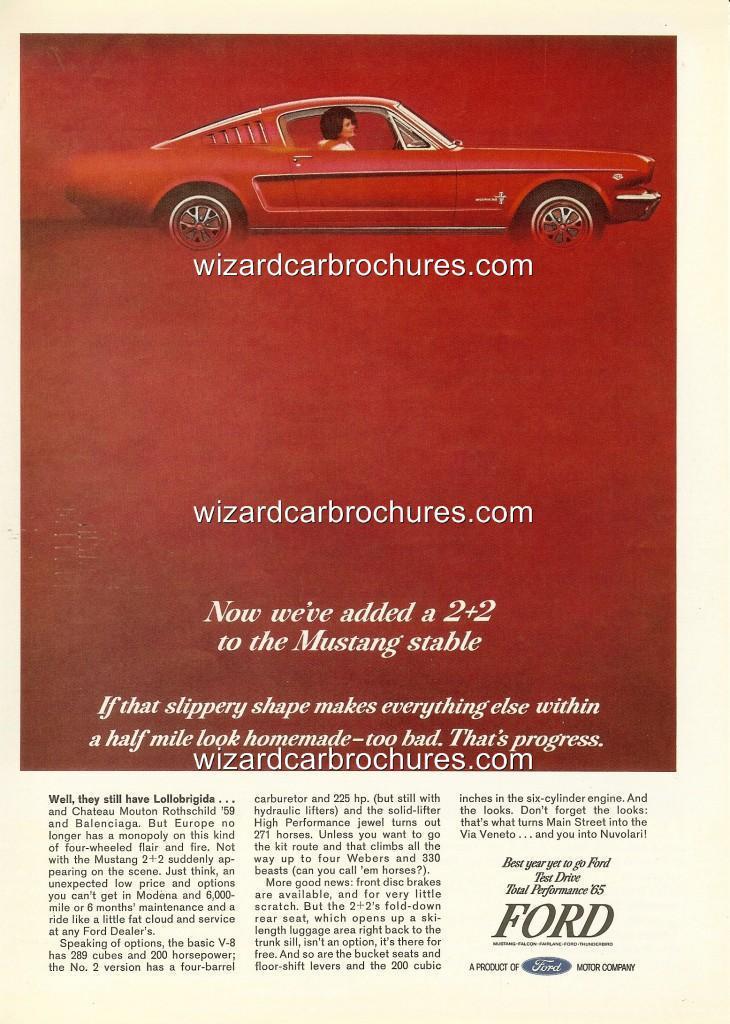 wizardcarbrochures.com
wizardcarbrochures.com
Now we've added a 2+2
to the Mustang stable
If that slippery shape makes everything else within
a half mile look homemade–too bad. That's progress.
wizardcarbrochures.com
Well, they still have Lollobrigida . . .
and Chateau Mouton Rothschild '59
and Balenciaga. But Europe no
longer has a monopoly on this kind
of four-wheeled flair and fire. Not
with the Mustang 2+2 suddenly ap-
pearing on the scene. Just think, an
unexpected low price and options
you can't get in Modena and 6,000-
mile or 6 months' maintenance and a
ride like a little fat cloud and service
at any Ford Dealer's.
Speaking of options, the basic V-8
has 289 cubes and 200 horsepower;
the No. 2 version has a four-barrel
carburetor and 225 hp. (but still with
hydraulic lifters) and the solid-lifter
High Performance jewel turns out
271 horses. Unless you want to go
the kit route and that climbs all the
way up to four Webers and 330
beasts (can you call 'em horses?).
More good news: front disc brakes
are available, and for very little
scratch. But the 2+2's fold-down
rear seat, which opens up a ski-
length luggage area right back to the
trunk sill, isn't an option, it's there for
free. And so are the bucket seats and
floor-shift levers and the 200 cubic
inches in the six-cylinder engine. And
the looks. Don't forget the looks:
that's what turns Main Street into the
Via Veneto . . . and you into Nuvolari!
Best year yet to go Ford
Test Drive
Total Performance '65
FORD
MUSTANG·FALCON·FAIRLANE·FORD·THUNDERBIRD
A PRODUCT OF Ford MOTOR COMPANY